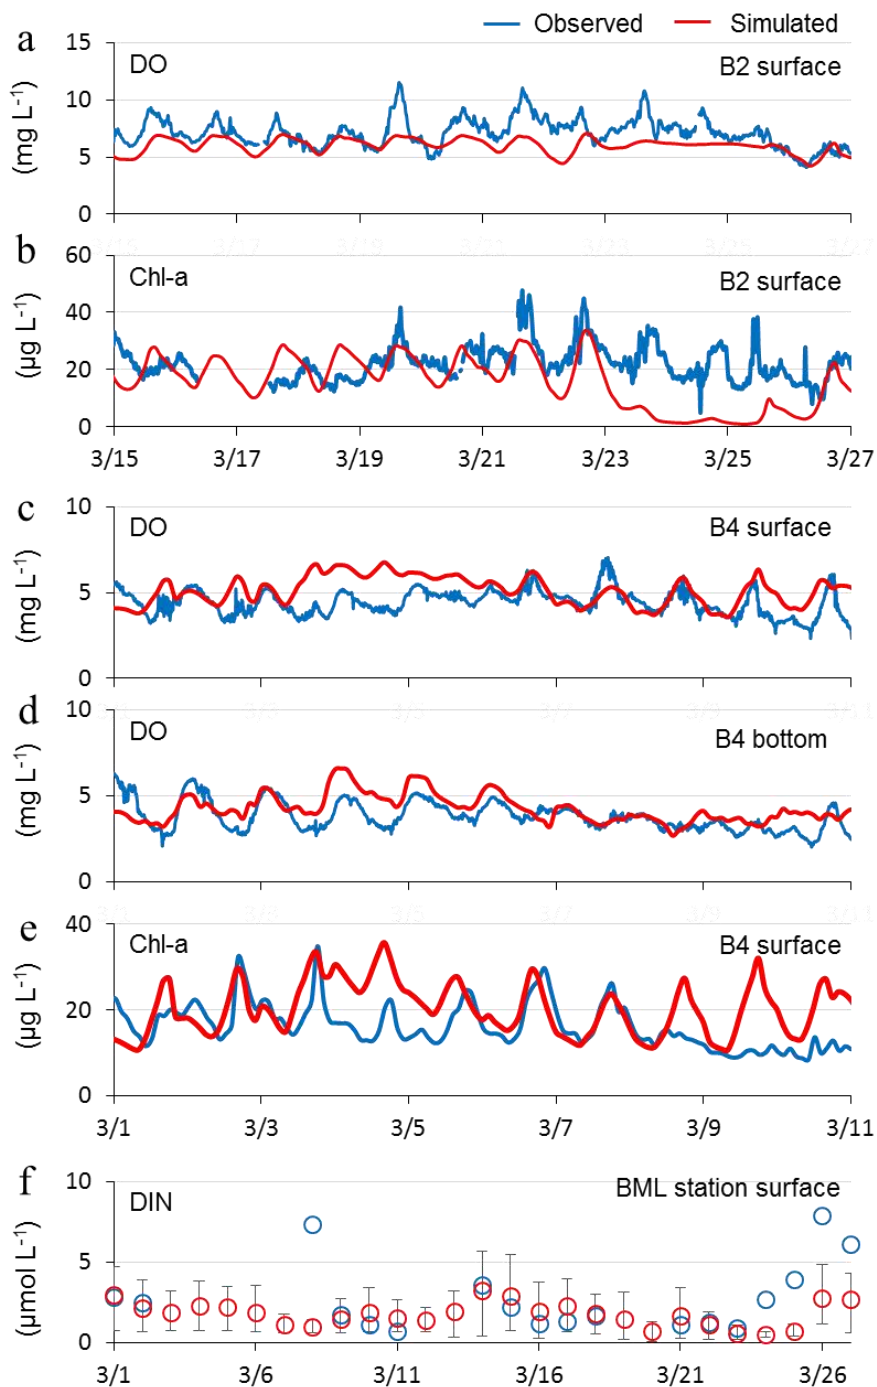 Observed Simulated
a
15
DO
B2 surface
10
(mg L⁻¹)
5
0
b
60
Chl-a
B2 surface
40
(µg L⁻¹)
20
0
3/15 3/17 3/19 3/21 3/23 3/25 3/27
c
10
DO
B4 surface
(mg L⁻¹)
5
0
d
10
DO
B4 bottom
(mg L⁻¹)
5
0
e
40
Chl-a
B4 surface
(µg L⁻¹)
20
0
3/1 3/3 3/5 3/7 3/9 3/11
f
10
DIN
BML station surface
(µmol L⁻¹)
5
0
3/1 3/6 3/11 3/16 3/21 3/26